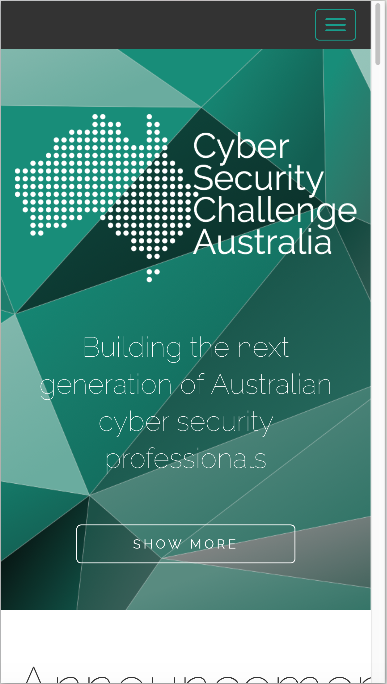 Cyber
Security
Challenge
Australia
Building the next
generation of Australian
cyber security
professionals
SHOW MORE